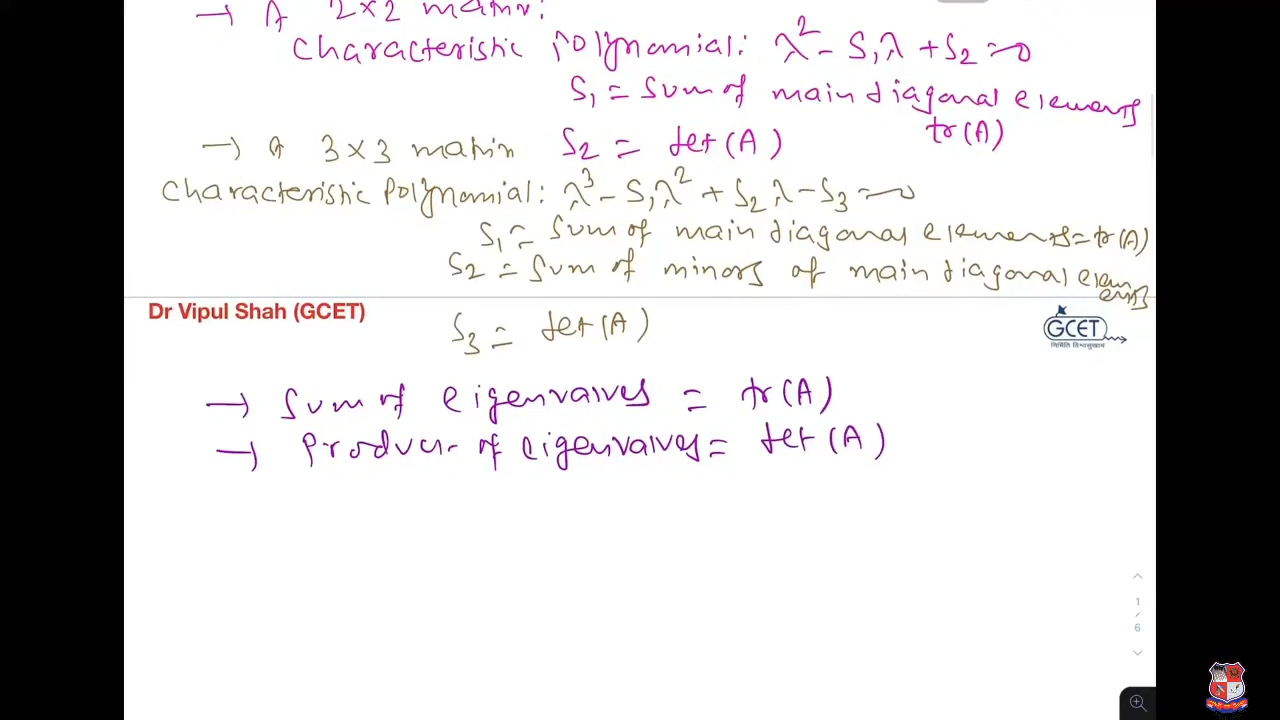 → A 2×2 matrix:
Characteristic Polynomial: λ² - S₁λ + S₂ = 0
S₁ = Sum of main diagonal elements
tr(A)
→ A 3×3 matrix S₂ = det(A)
Characteristic Polynomial: λ³ - S₁λ² + S₂λ - S₃ = 0
S₁ = Sum of main diagonal elements = tr(A)
S₂ = Sum of minors of main diagonal elements
Dr Vipul Shah (GCET)
S₃ = det(A)
GCET
→ Sum of eigenvalues = tr(A)
→ Product of eigenvalues = det(A)
1
/
6